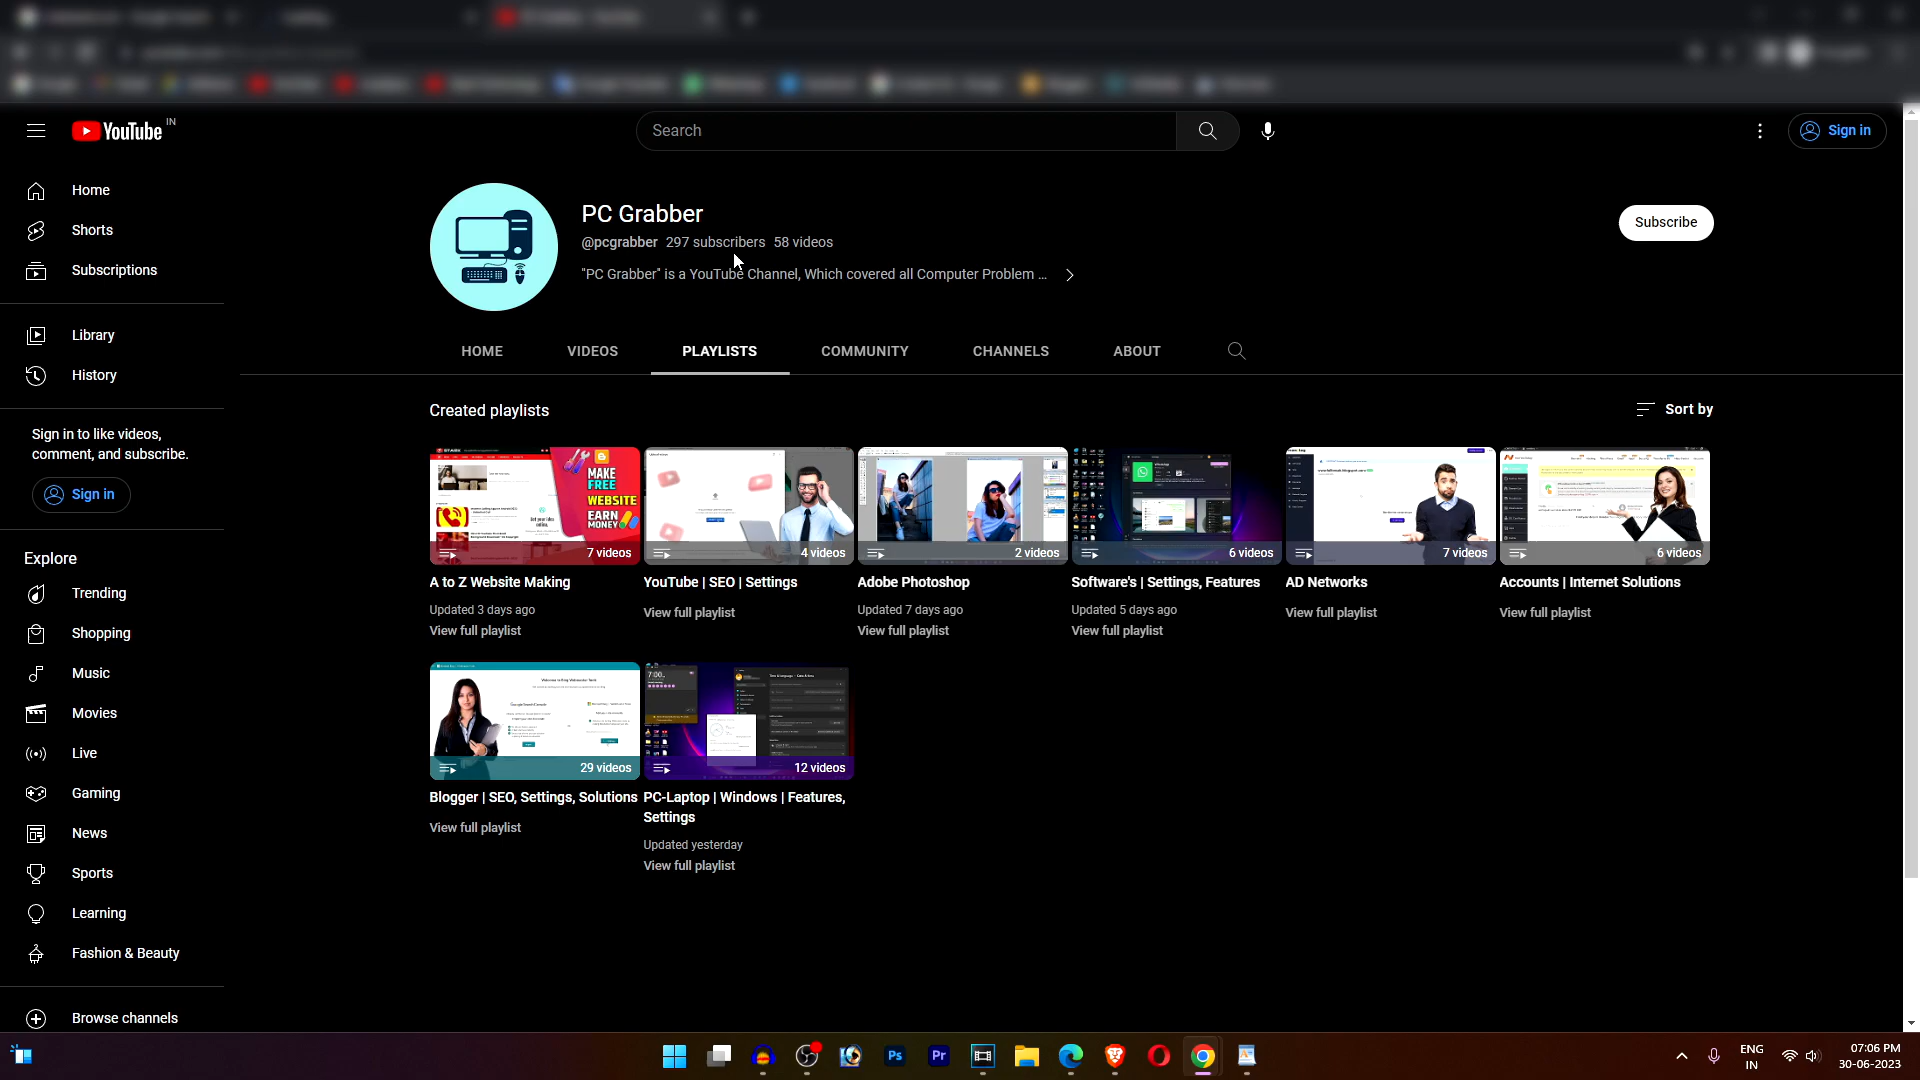 YouTube IN
Search
Sign in
Home
Shorts
Subscriptions
Library
History
Sign in to like videos,
comment, and subscribe.
Sign in
Explore
Trending
Shopping
Music
Movies
Live
Gaming
News
Sports
Learning
Fashion & Beauty
Browse channels
PC Grabber
@pcgrabber 297 subscribers 58 videos
"PC Grabber" is a YouTube Channel, Which covered all Computer Problem ...
Subscribe
HOME VIDEOS PLAYLISTS COMMUNITY CHANNELS ABOUT
Created playlists
Sort by
MAKE
FREE
WEBSITE
EARN
MONEY
7 videos
A to Z Website Making
Updated 3 days ago
View full playlist
4 videos
YouTube | SEO | Settings
View full playlist
2 videos
Adobe Photoshop
Updated 7 days ago
View full playlist
6 videos
Software's | Settings, Features
Updated 5 days ago
View full playlist
7 videos
AD Networks
View full playlist
6 videos
Accounts | Internet Solutions
View full playlist
29 videos
Blogger | SEO, Settings, Solutions
View full playlist
12 videos
PC-Laptop | Windows | Features,
Settings
Updated yesterday
View full playlist
Ps
Pr
ENG
IN
07:06 PM
30-06-2023